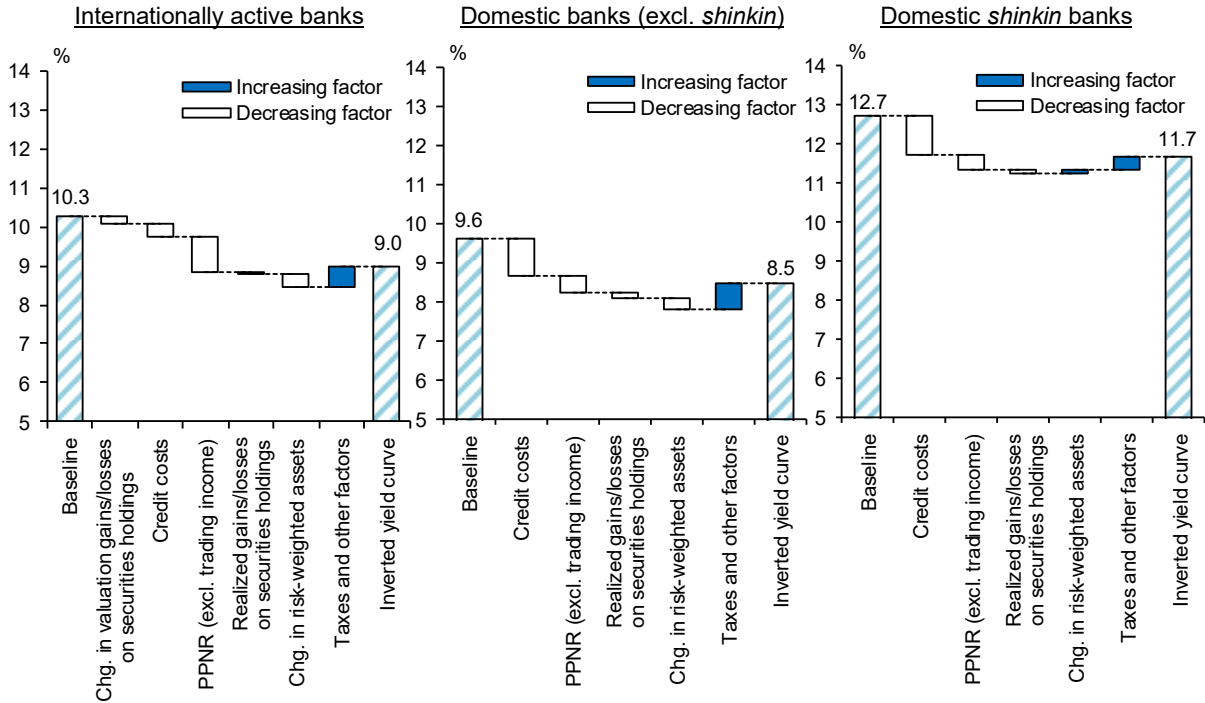 Internationally active banks
%
Increasing factor
Decreasing factor
14
13
12
11
10
9
8
7
6
5
10.3
9.0
Baseline
Chg. in valuation gains/losses
on securities holdings
Credit costs
PPNR (excl. trading income)
Realized gains/losses
on securities holdings
Chg. in risk-weighted assets
Taxes and other factors
Inverted yield curve
Domestic banks (excl. shinkin)
%
Increasing factor
Decreasing factor
14
13
12
11
10
9
8
7
6
5
9.6
8.5
Baseline
Credit costs
PPNR (excl. trading income)
Realized gains/losses
on securities holdings
Chg. in risk-weighted assets
Taxes and other factors
Inverted yield curve
Domestic shinkin banks
%
Increasing factor
Decreasing factor
14
13
12
11
10
9
8
7
6
5
12.7
11.7
Baseline
Credit costs
PPNR (excl. trading income)
Realized gains/losses
on securities holdings
Chg. in risk-weighted assets
Taxes and other factors
Inverted yield curve